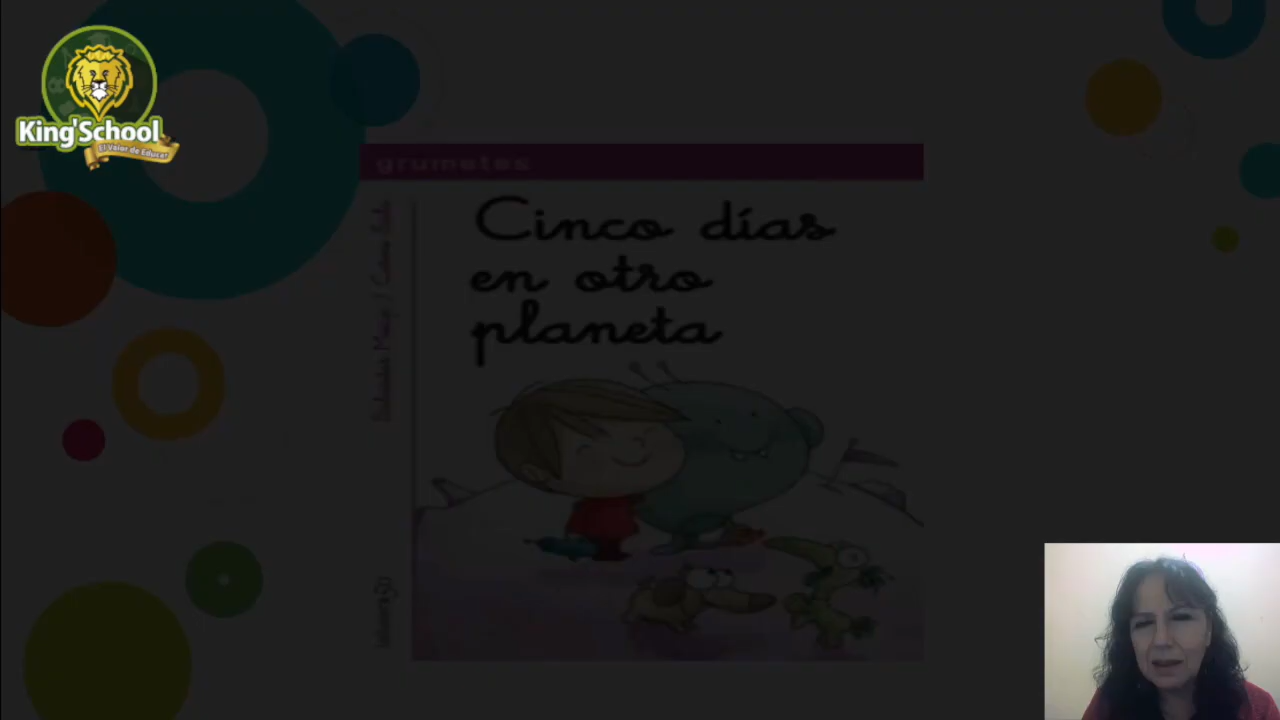 King'School
El Valor de Educar
grumetes
Cinco días
en otro
planeta